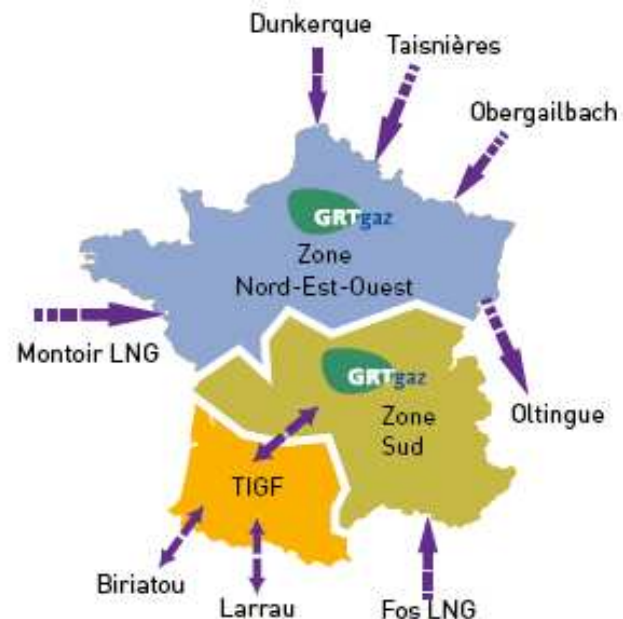 Dunkerque
Taisnières
Obergailbach
GRTgaz
Zone
Nord-Est-Ouest
Montoir LNG
GRTgaz
Oltingue
Zone
Sud
TIGF
Biriatou
Larrau
Fos LNG